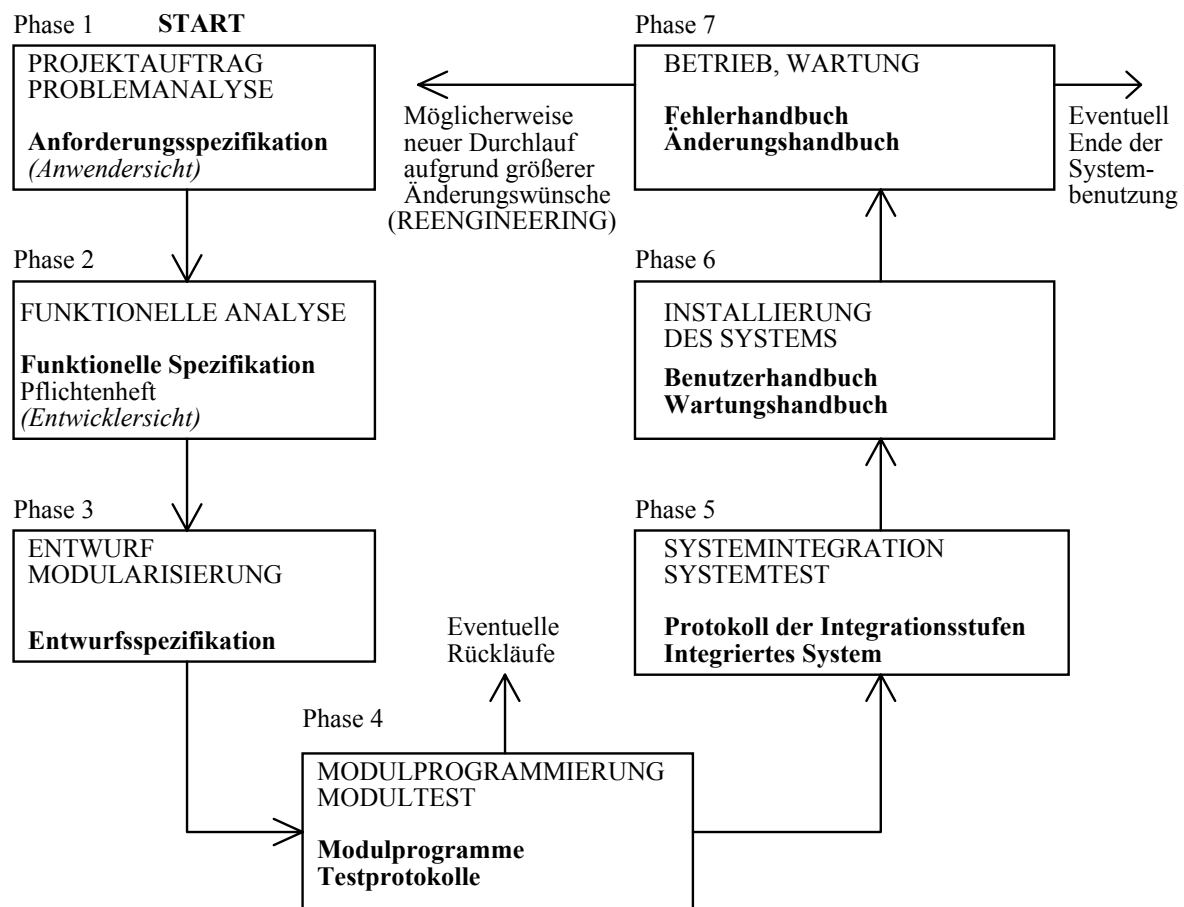 Phase 1 START
PROJEKTAUFTRAG
PROBLEMANALYSE
Anforderungsspezifikation
(Anwendersicht)
Phase 2
FUNKTIONELLE ANALYSE
Funktionelle Spezifikation
Pflichtenheft
(Entwicklersicht)
Phase 3
ENTWURF
MODULARISIERUNG
Entwurfsspezifikation
Phase 4
MODULPROGRAMMIERUNG
MODULTEST
Modulprogramme
Testprotokolle
Eventuelle
Rückläufe
Phase 5
SYSTEMINTEGRATION
SYSTEMTEST
Protokoll der Integrationsstufen
Integriertes System
Phase 6
INSTALLIERUNG
DES SYSTEMS
Benutzerhandbuch
Wartungshandbuch
Phase 7
BETRIEB, WARTUNG
Fehlerhandbuch
Änderungshandbuch
Möglicherweise
neuer Durchlauf
aufgrund größerer
Änderungswünsche
(REENGINEERING)
Eventuell
Ende der
System-
benutzung